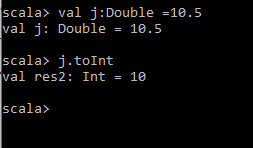 scala> val j:Double =10.5
val j: Double = 10.5
scala> j.toInt
val res2: Int = 10
scala>